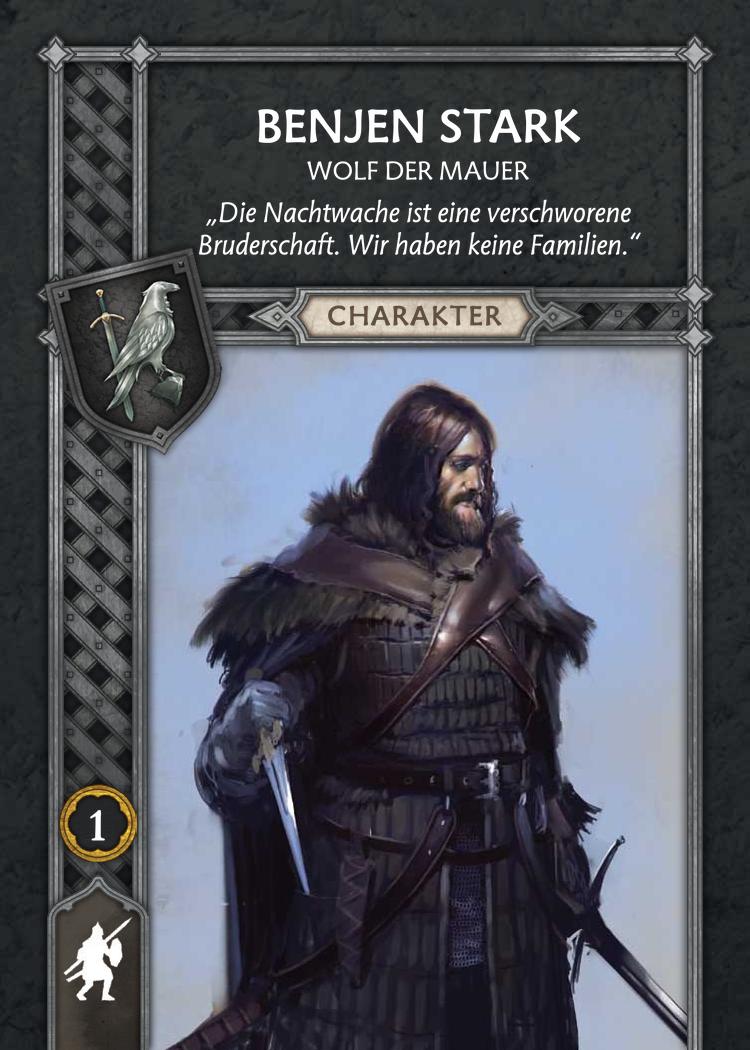 BENJEN STARK
WOLF DER MAUER
„Die Nachtwache ist eine verschworene
Bruderschaft. Wir haben keine Familien.“
CHARAKTER
1